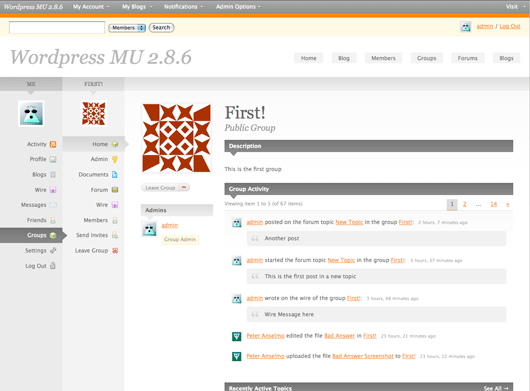 Wordpress MU 2.8.6 My Account My Blogs Notifications Admin Options Visit
Members Search admin / Log Out
Wordpress MU 2.8.6
Home Blog Members Groups Forums Blogs
ME
Activity
Profile
Blogs
Wire
Messages
Friends
Groups
Settings
Log Out
FIRST!
Home
Admin
Documents
Forum
Wire
Members
Send Invites
Leave Group
Leave Group
Admins
admin
Group Admin
First!
Public Group
Description
This is the first group
Group Activity
Viewing item 1 to 5 (of 67 items) 1 2 ... 14 »
admin posted on the forum topic New Topic in the group First!: 2 hours, 7 minutes ago
Another post
admin started the forum topic New Topic in the group First!: 3 hours, 37 minutes ago
This is the first post in a new topic
admin wrote on the wire of the group First!: 3 hours, 46 minutes ago
Wire Message here
Peter Anselmo edited the file Bad Answer in First! 23 hours, 21 minutes ago
Peter Anselmo uploaded the file Bad Answer Screenshot to First! 23 hours, 22 minutes ago
Recently Active Topics See All →